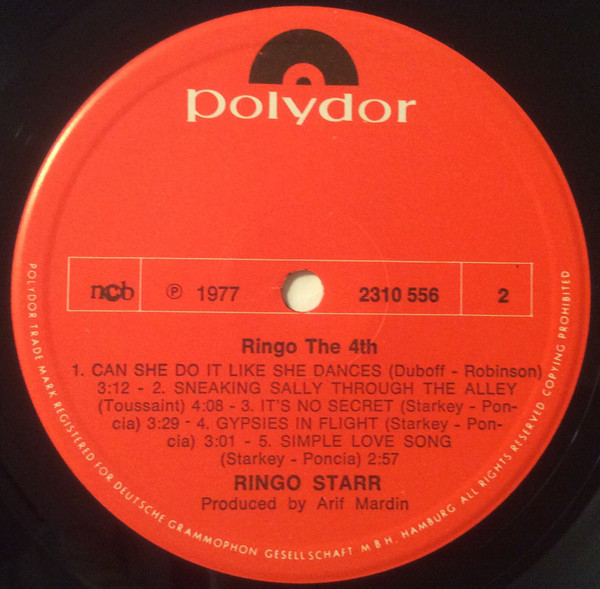 polydor
ncb
℗ 1977
2310 556
2
Ringo The 4th
1. CAN SHE DO IT LIKE SHE DANCES (Duboff - Robinson)
3:12 - 2. SNEAKING SALLY THROUGH THE ALLEY
(Toussaint) 4:08 - 3. IT'S NO SECRET (Starkey - Pon-
cia) 3:29 - 4. GYPSIES IN FLIGHT (Starkey - Pon-
cia) 3:01 - 5. SIMPLE LOVE SONG
(Starkey - Poncia) 2:57
RINGO STARR
Produced by Arif Mardin
POLYDOR TRADE MARK REGISTERED FOR DEUTSCHE GRAMMOPHON GESELLSCHAFT M B H, HAMBURG ALL RIGHTS RESERVED. COPYING PROHIBITED